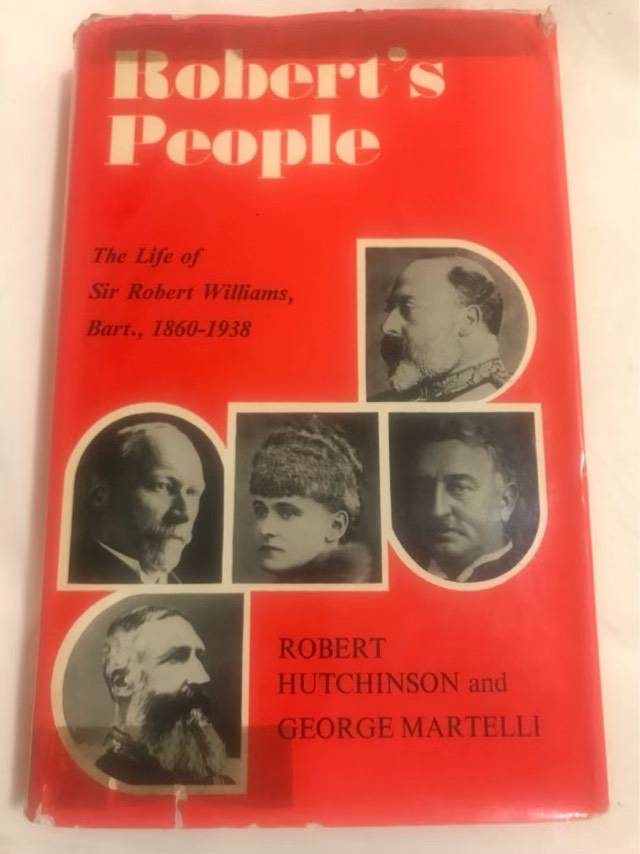 Robert's
People
The Life of
Sir Robert Williams,
Bart., 1860-1938
ROBERT
HUTCHINSON and
GEORGE MARTELLI